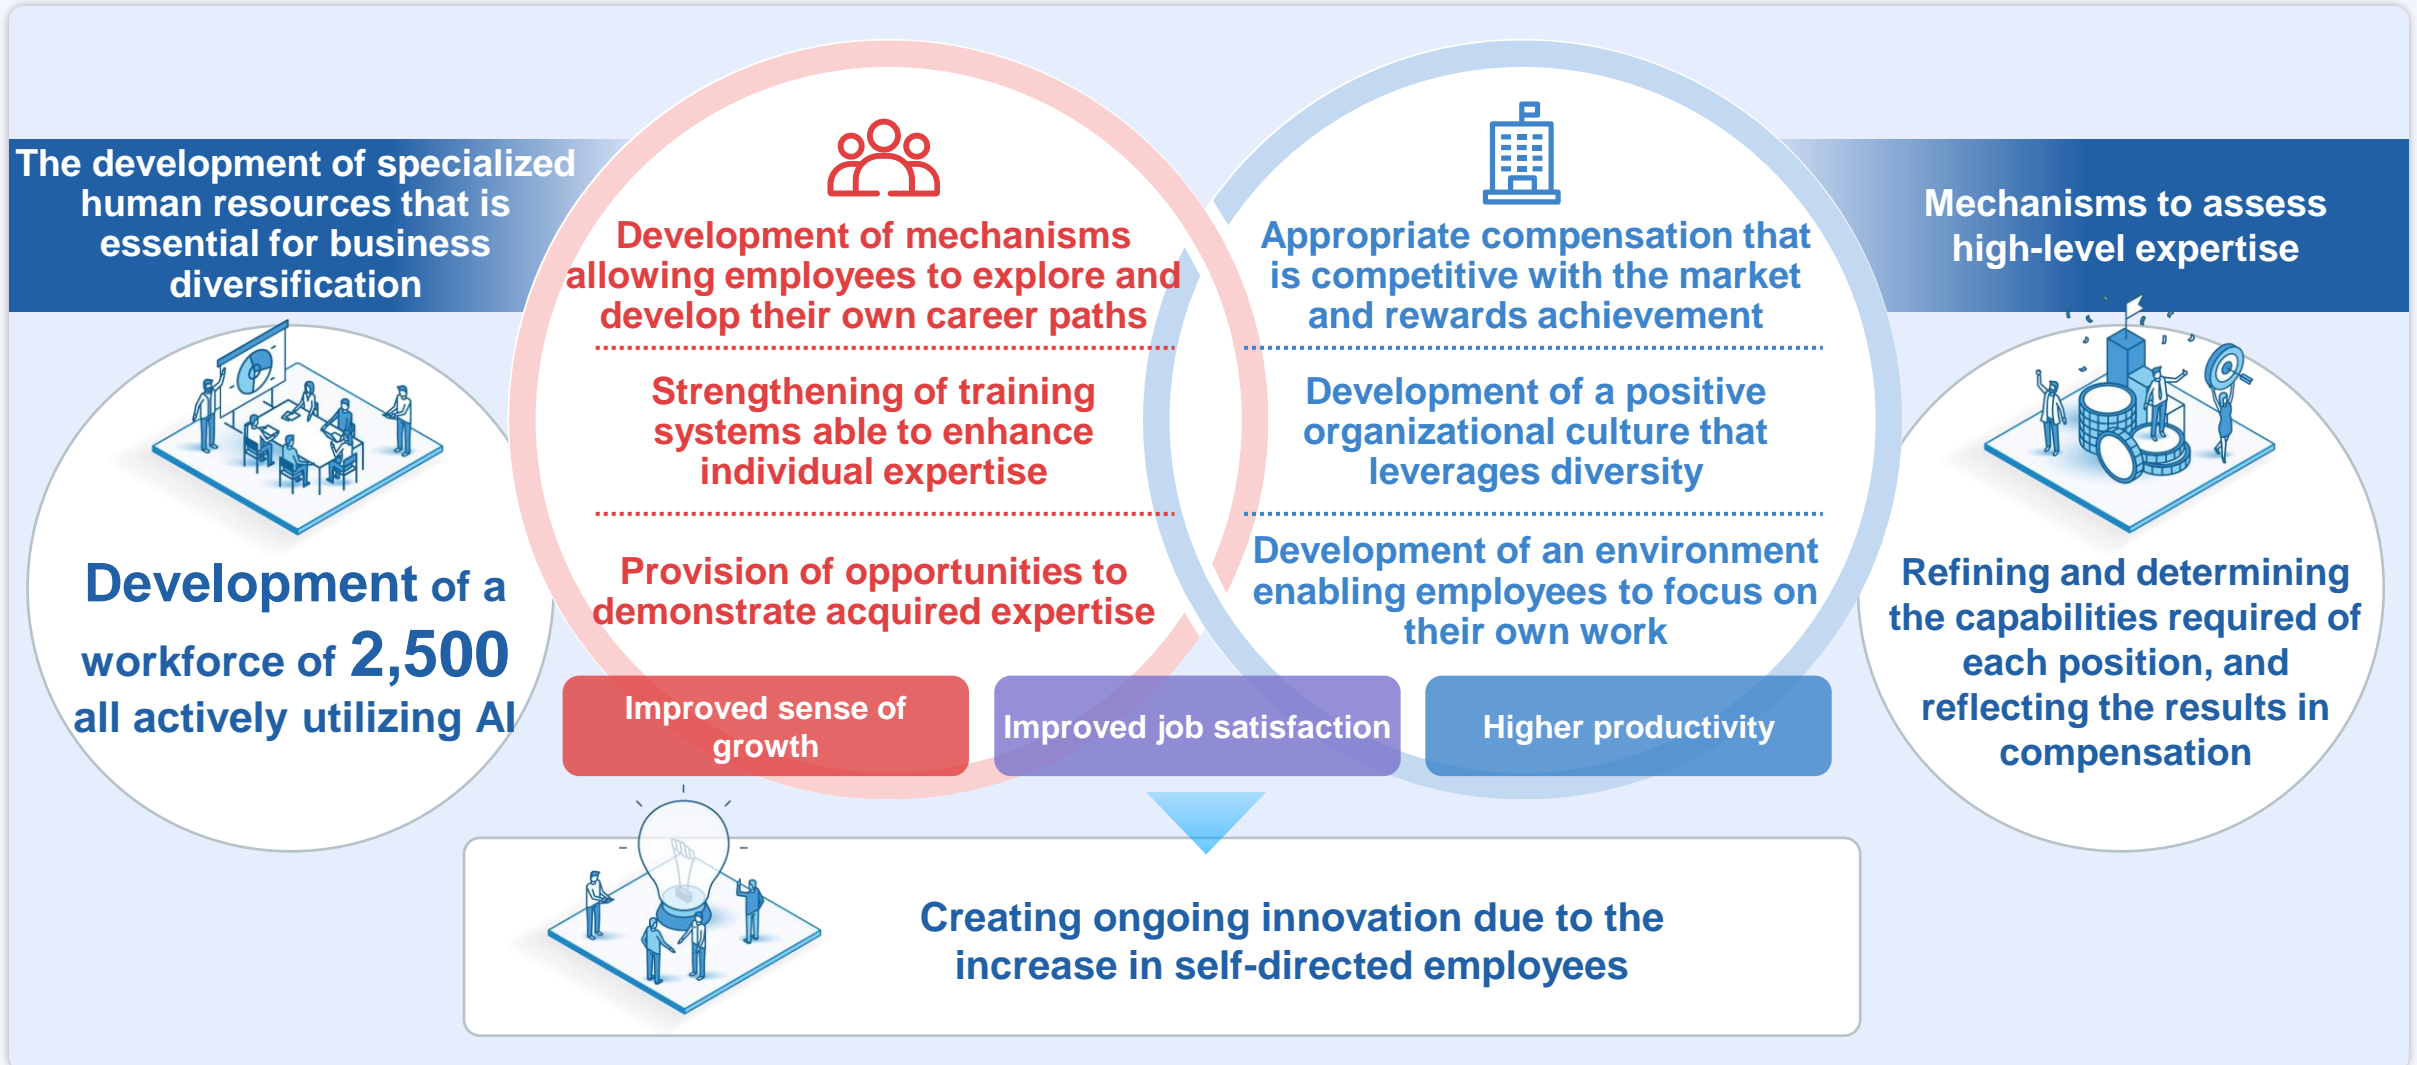 The development of specialized
human resources that is
essential for business
diversification
Development of a
workforce of 2,500
all actively utilizing AI
Development of mechanisms
allowing employees to explore and
develop their own career paths
Strengthening of training
systems able to enhance
individual expertise
Provision of opportunities to
demonstrate acquired expertise
Appropriate compensation that
is competitive with the market
and rewards achievement
Development of a positive
organizational culture that
leverages diversity
Development of an environment
enabling employees to focus on
their own work
Mechanisms to assess
high-level expertise
Refining and determining
the capabilities required of
each position, and
reflecting the results in
compensation
Improved sense of
growth
Improved job satisfaction
Higher productivity
Creating ongoing innovation due to the
increase in self-directed employees